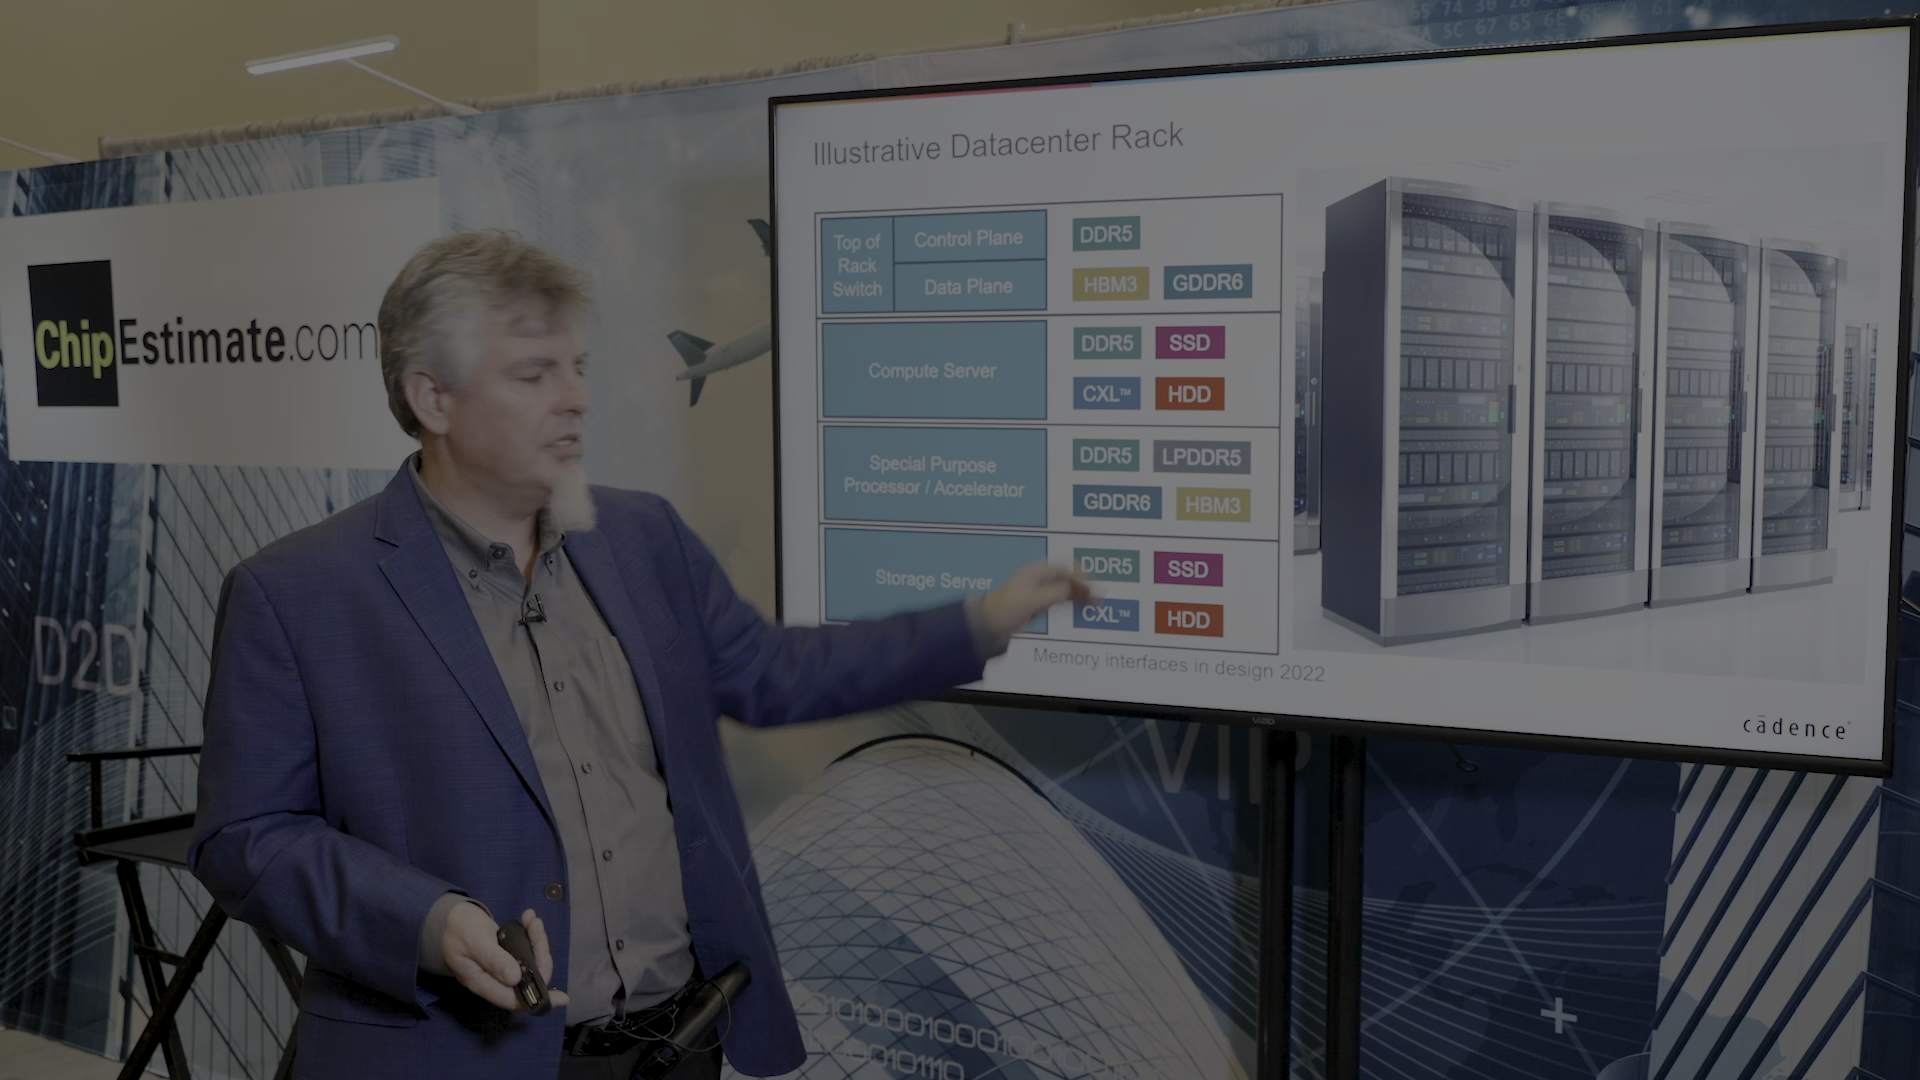 Illustrative Datacenter Rack
Top of
Rack
Switch
Control Plane
DDR5
Data Plane
HBM3 GDDR6
Compute Server
DDR5 SSD
CXL™ HDD
Special Purpose
Processor / Accelerator
DDR5 LPDDR5
GDDR6 HBM3
Storage Server
DDR5 SSD
CXL™ HDD
Memory interfaces in design 2022
cādence®
VIZIO
ChipEstimate.com
D2D
VIP